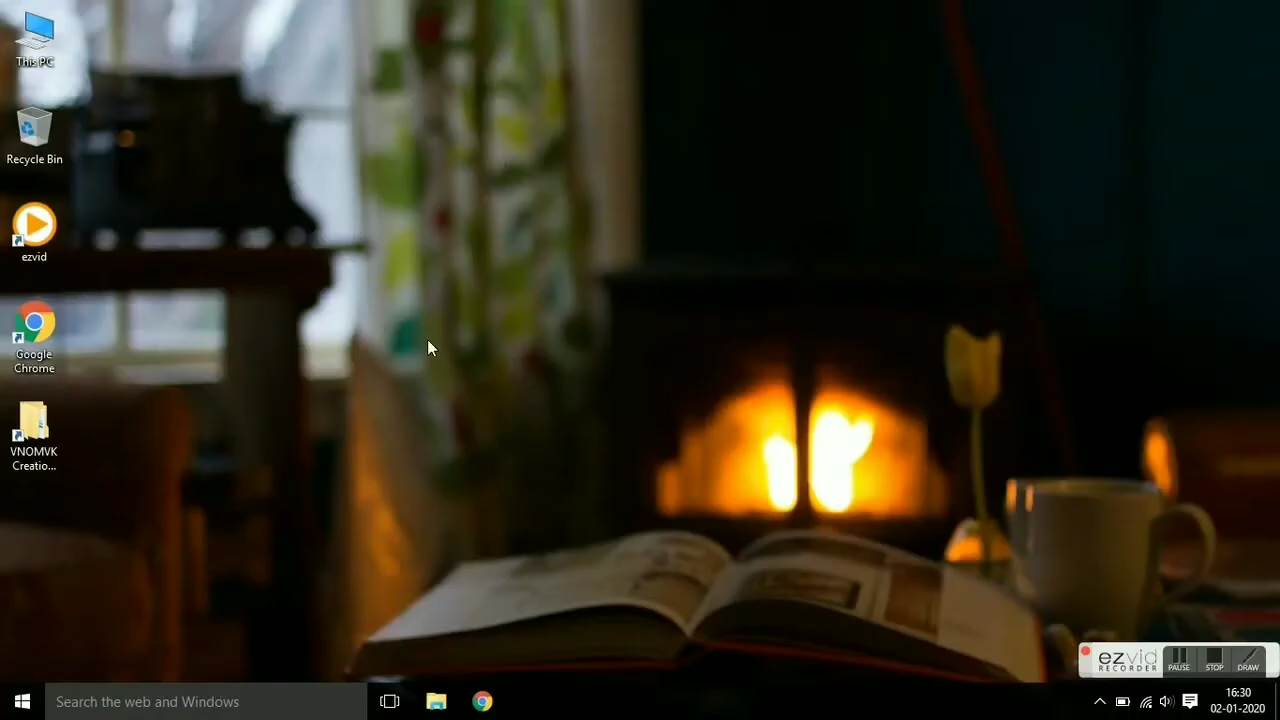 This PC
Recycle Bin
ezvid
Google
Chrome
VNOMVK
Creatio...
ezvid
RECORDER
PAUSE
STOP
DRAW
Search the web and Windows
16:30
02-01-2020